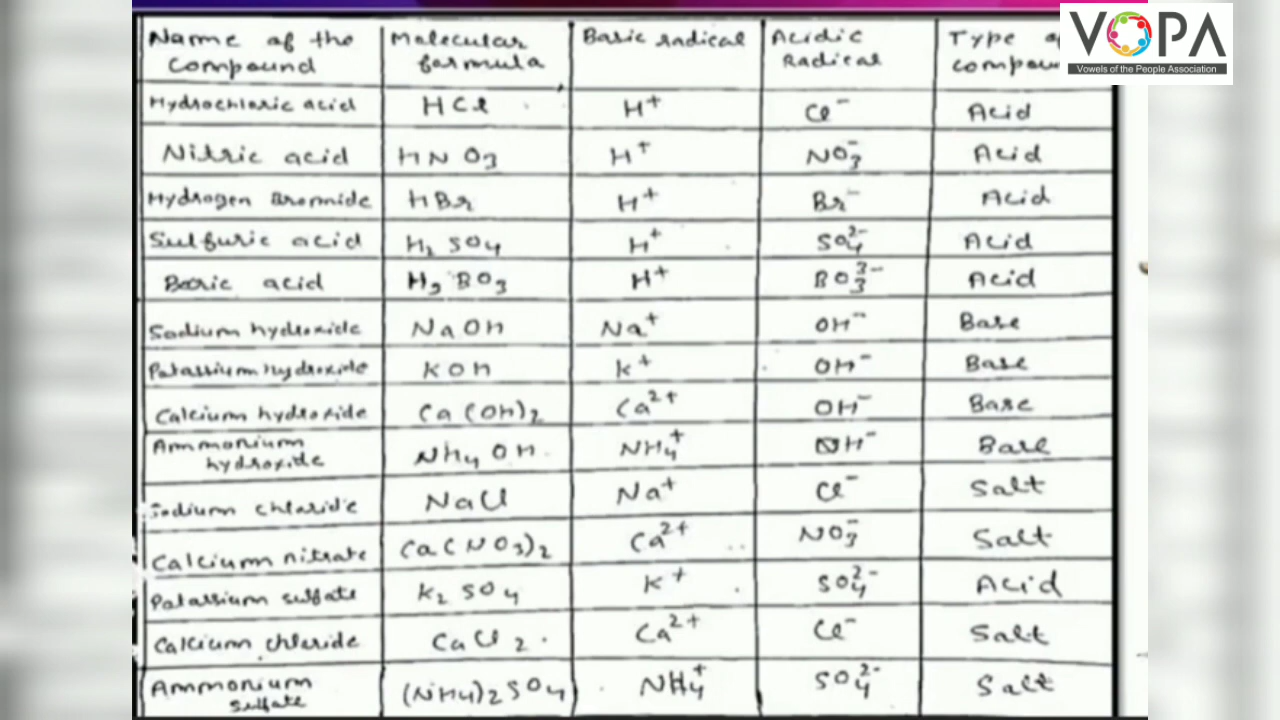 VOPA
Vowels of the People Association
Name of the compound | Molecular formula | Basic radical | Acidic Radical | Type
Hydrochloric acid | HCl | H+ | Cl⁻ | Acid
Nitric acid | HNO3 | H+ | NO3⁻ | Acid
Hydrogen Bromide | HBr | H+ | Br⁻ | Acid
Sulfuric acid | H2SO4 | H+ | SO4²⁻ | Acid
Boric acid | H3BO3 | H+ | BO3³⁻ | Acid
Sodium hydroxide | NaOH | Na+ | OH⁻ | Base
Potassium hydroxide | KOH | K+ | OH⁻ | Base
Calcium hydroxide | Ca(OH)2 | Ca²⁺ | OH⁻ | Base
Ammonium hydroxide | NH4OH | NH4⁺ | OH⁻ | Base
Sodium chloride | NaCl | Na+ | Cl⁻ | Salt
Calcium nitrate | Ca(NO3)2 | Ca²⁺ | NO3⁻ | Salt
Potassium sulfate | K2SO4 | K+ | SO4²⁻ | Acid
Calcium chloride | CaCl2 | Ca²⁺ | Cl⁻ | Salt
Ammonium sulfate | (NH4)2SO4 | NH4⁺ | SO4²⁻ | Salt